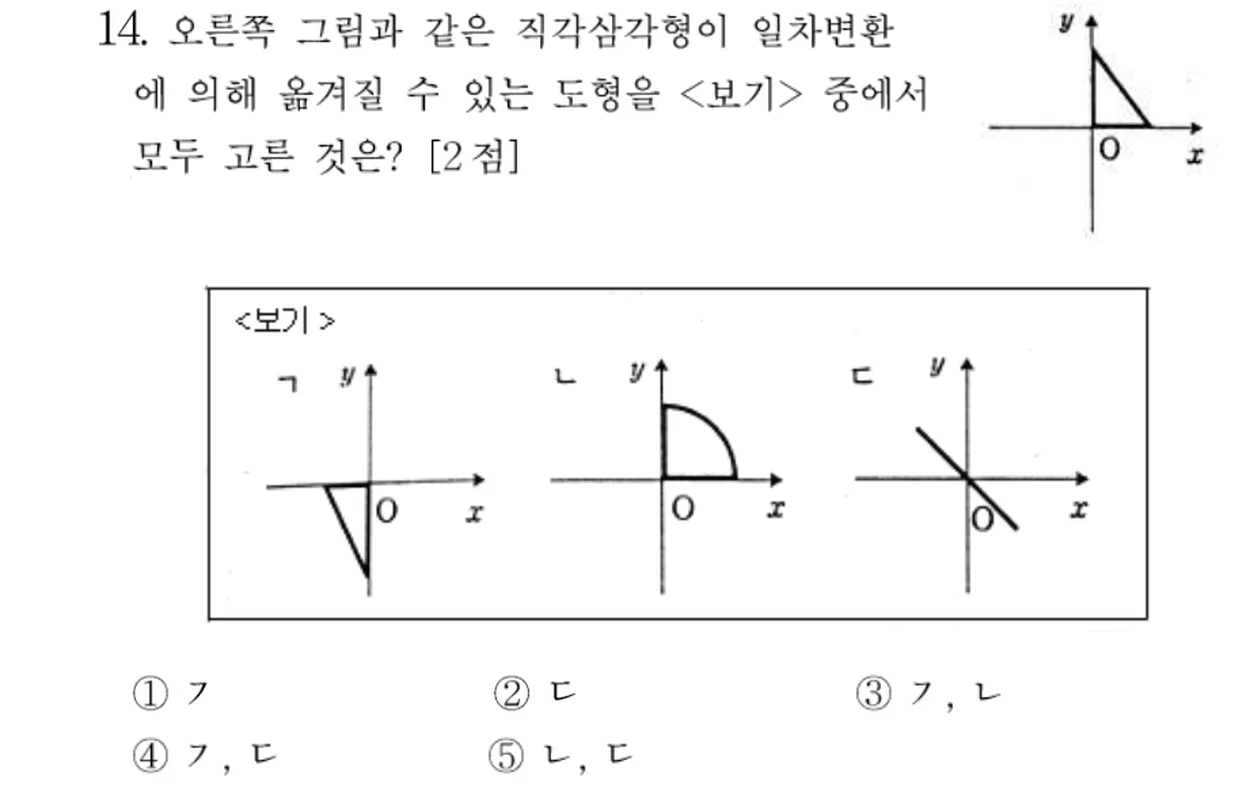 14. 오른쪽 그림과 같은 직각삼각형이 일차변환
에 의해 옮겨질 수 있는 도형을 <보기> 중에서
모두 고른 것은? [2점]
y
O
x
<보기>
ㄱ y
O x
ㄴ y
O x
ㄷ y
O x
① ㄱ ② ㄷ ③ ㄱ, ㄴ
④ ㄱ, ㄷ ⑤ ㄴ, ㄷ